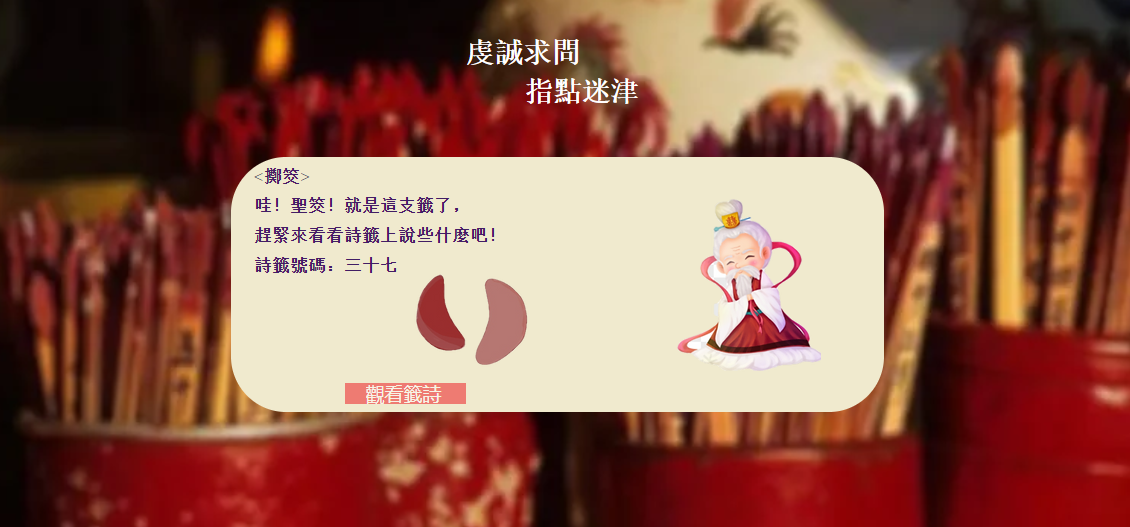 虔誠求問
指點迷津
<擲筊>
哇！聖筊！就是這支籤了，
趕緊來看看詩籤上說些什麼吧！
詩籤號碼：三十七
觀看籤詩